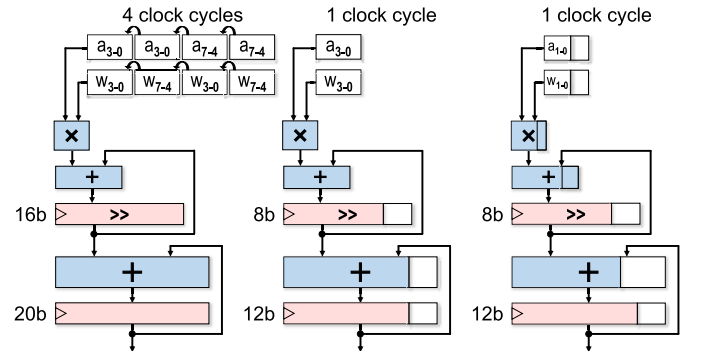 4 clock cycles 1 clock cycle 1 clock cycle
a3-0 a3-0 a7-4 a7-4 a3-0 a1-0
w3-0 w7-4 w3-0 w7-4 w3-0 w1-0
× × ×
+ + +
16b >> 8b >> 8b >>
+ + +
20b 12b 12b